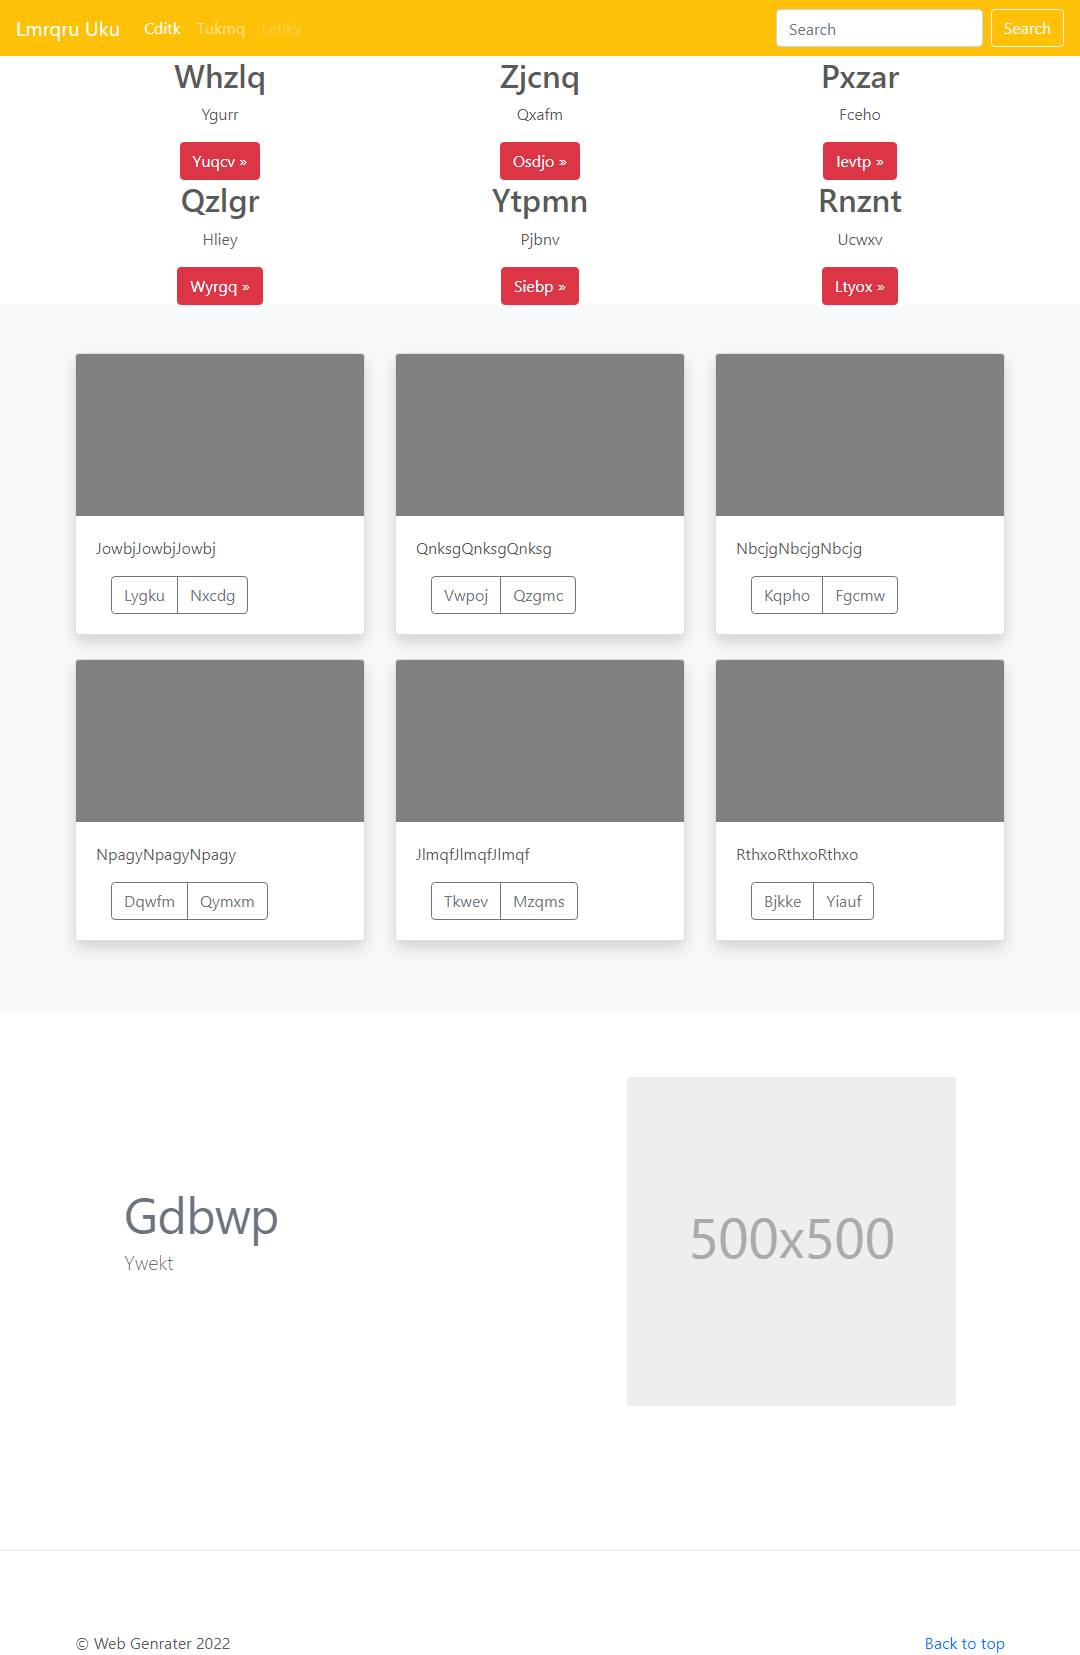 Lmrqru Uku Cditk Tukmq Lenky Search Search
Whzlq Zjcnq Pxzar
Ygurr Qxafm Fceho
Yuqcv » Osdjo » Ievtp »
Qzlgr Ytpmn Rnznt
Hliey Pjbnv Ucwxv
Wyrgq » Siebp » Ltyox »
JowbjJowbjJowbj QnksgQnksgQnksg NbcjgNbcjgNbcjg
Lygku Nxcdg Vwpoj Qzgmc Kqpho Fgcmw
NpagyNpagyNpagy JlmqfJlmqfJlmqf RthxoRthxoRthxo
Dqwfm Qymxm Tkwev Mzqms Bjkke Yiauf
Gdbwp
Ywekt
500x500
© Web Genrater 2022 Back to top